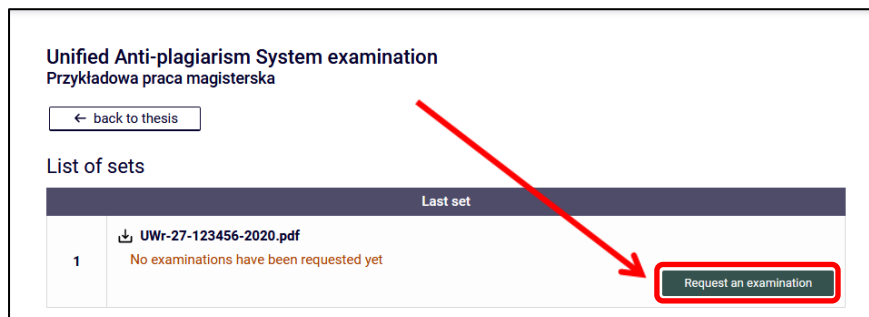 Unified Anti-plagiarism System examination
Przykładowa praca magisterska
← back to thesis
List of sets
Last set
UWr-27-123456-2020.pdf
1
No examinations have been requested yet
Request an examination